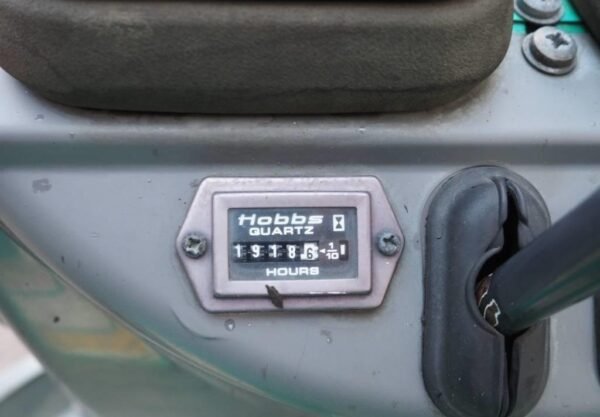 Hobbs
QUARTZ
1918 6 1/10
HOURS